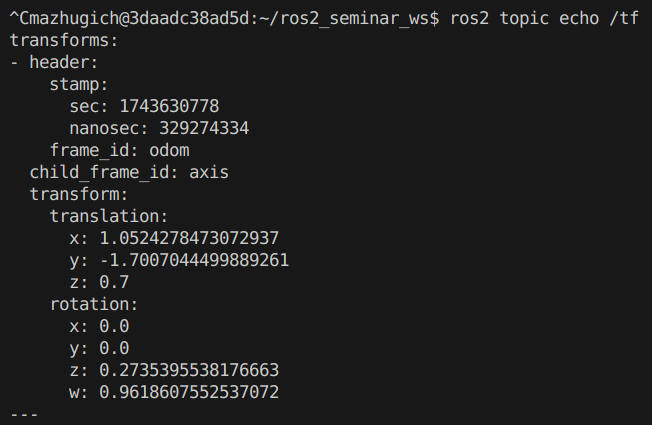 ^Cmazhugich@3daadc38ad5d:~/ros2_seminar_ws$ ros2 topic echo /tf
transforms:
- header:
    stamp:
      sec: 1743630778
      nanosec: 329274334
    frame_id: odom
  child_frame_id: axis
  transform:
    translation:
      x: 1.0524278473072937
      y: -1.7007044499889261
      z: 0.7
    rotation:
      x: 0.0
      y: 0.0
      z: 0.2735395538176663
      w: 0.9618607552537072
---